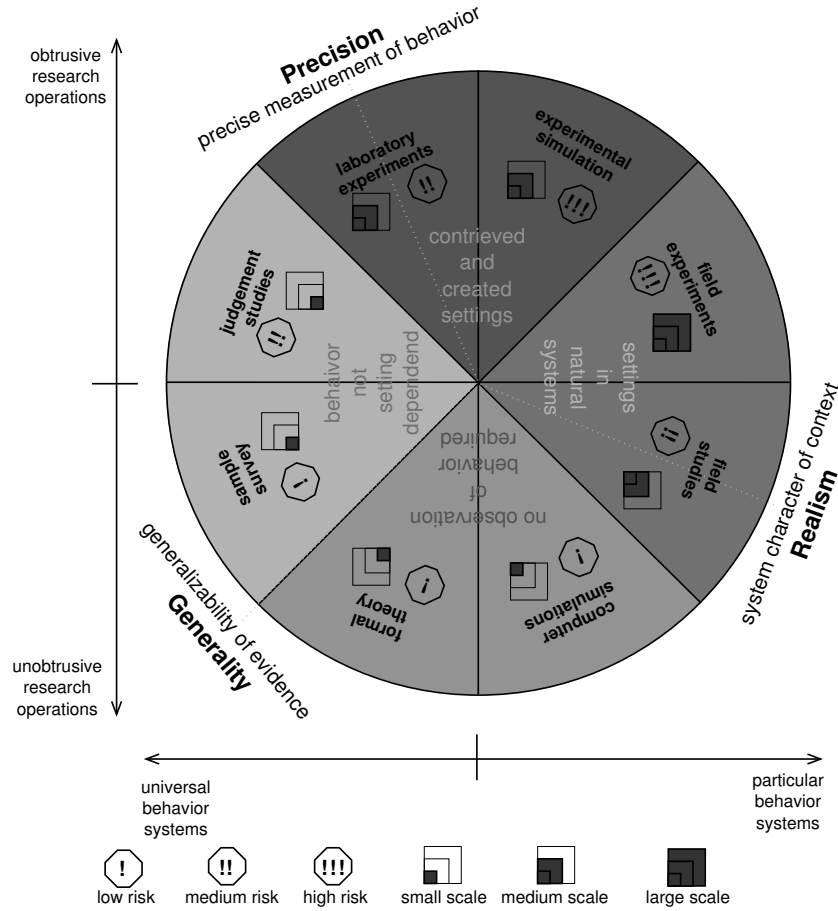 obtrusive
research
operations
Precision
precise measurement of behavior
laboratory
experiments
!!
experimental
simulation
!!!
contrieved
and
created
settings
judgement
studies
!!
field
experiments
!!!!
behaivor
not
setting
dependend
settings
in
natural
systems
sample
survey
!
field
studies
!!
no observation
of
behavior
required
formal
theory
!
computer
simulations
!
system character of context
Realism
generalizability of evidence
Generality
unobtrusive
research
operations
universal
behavior
systems
particular
behavior
systems
!
!!
!!!
low risk
medium risk
high risk
small scale
medium scale
large scale